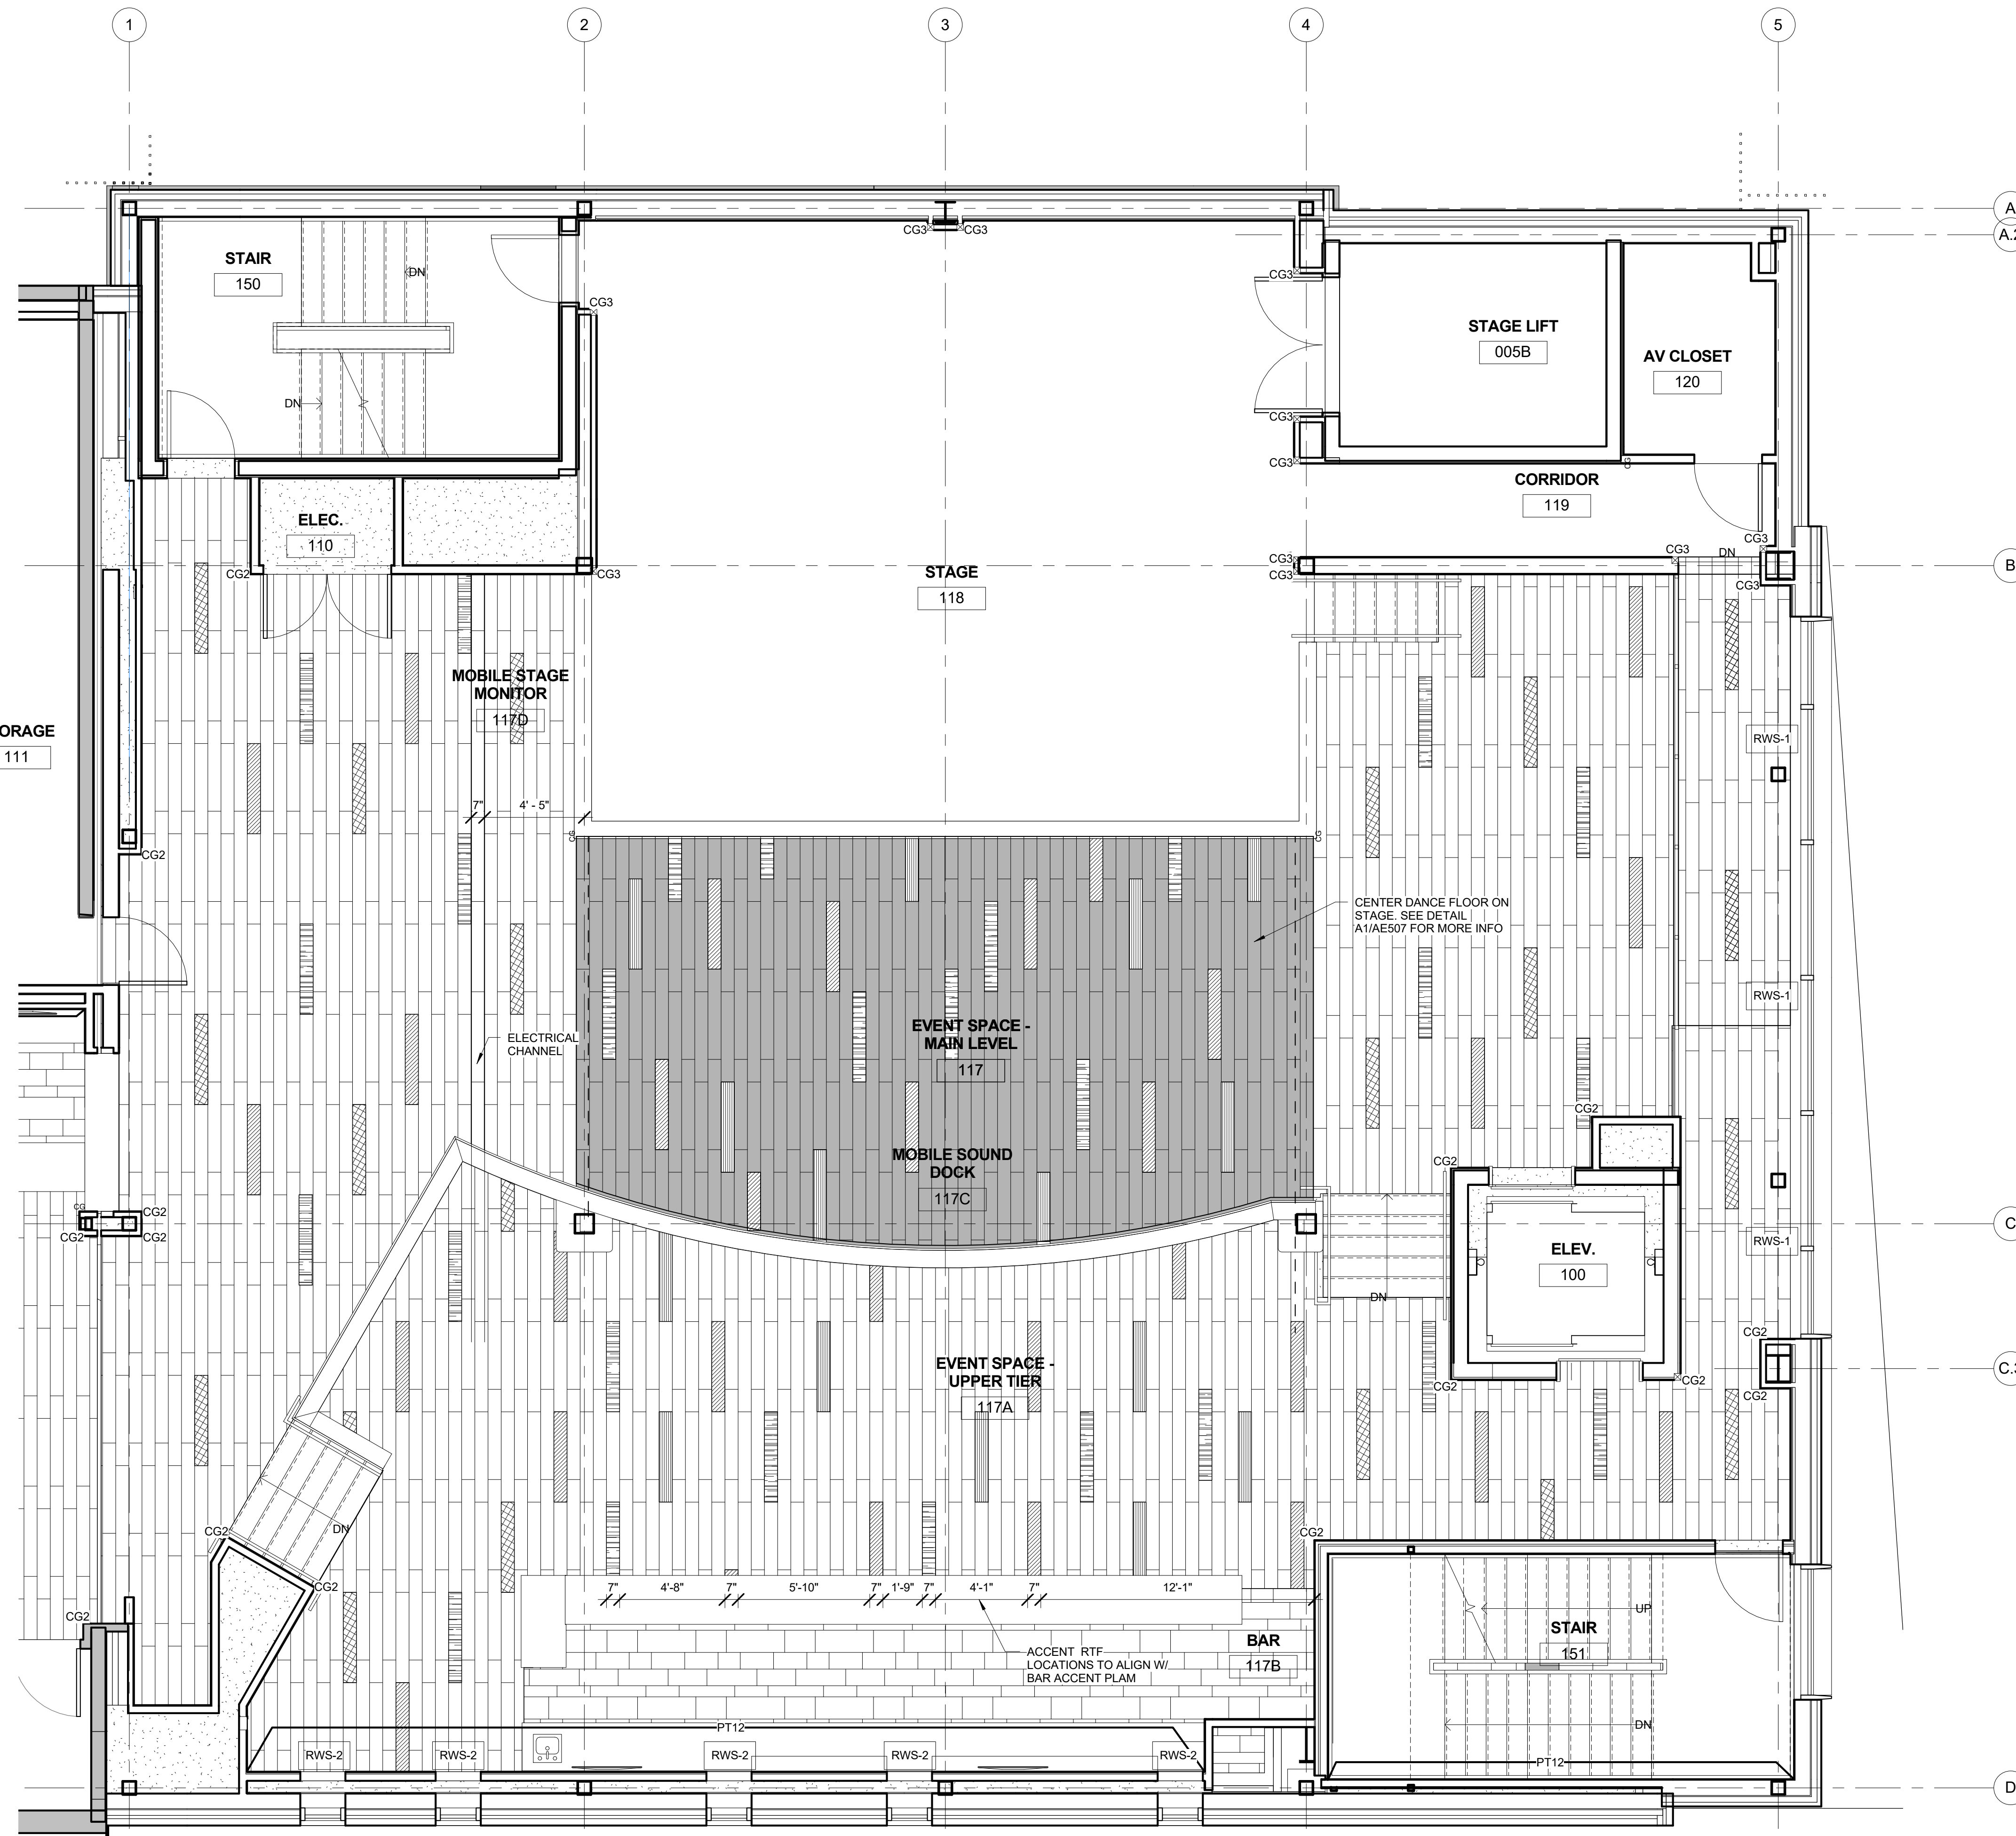 1
2
3
4
5
A
A.2
B
C
C.3
D
STAIR
150
DN
DN
CG3
CG3
CG3
CG3
CG3
CG3
STAGE LIFT
005B
AV CLOSET
120
CG
CORRIDOR
119
ELEC.
110
CG2
CG3
STAGE
118
CG3
CG3
CG3
CG3
DN
CG3
MOBILE STAGE
MONITOR
117D
ORAGE
111
RWS-1
7"
4' - 5"
CG
CG
CG2
CENTER DANCE FLOOR ON
STAGE. SEE DETAIL
A1/AE507 FOR MORE INFO
RWS-1
ELECTRICAL
CHANNEL
EVENT SPACE -
MAIN LEVEL
117
CG2
MOBILE SOUND
DOCK
117C
CG2
CG
CG2
CG2
CG2
RWS-1
ELEV.
100
DN
CG2
EVENT SPACE -
UPPER TIER
117A
CG2
CG2
CG2
CG2
DN
CG2
CG2
CG2
7"
4'-8"
7"
5'-10"
7"
1'-9"
7"
4'-1"
7"
12'-1"
UP
STAIR
151
BAR
117B
ACCENT RTF
LOCATIONS TO ALIGN W/
BAR ACCENT PLAM
DN
PT12
PT12
RWS-2
RWS-2
RWS-2
RWS-2
RWS-2